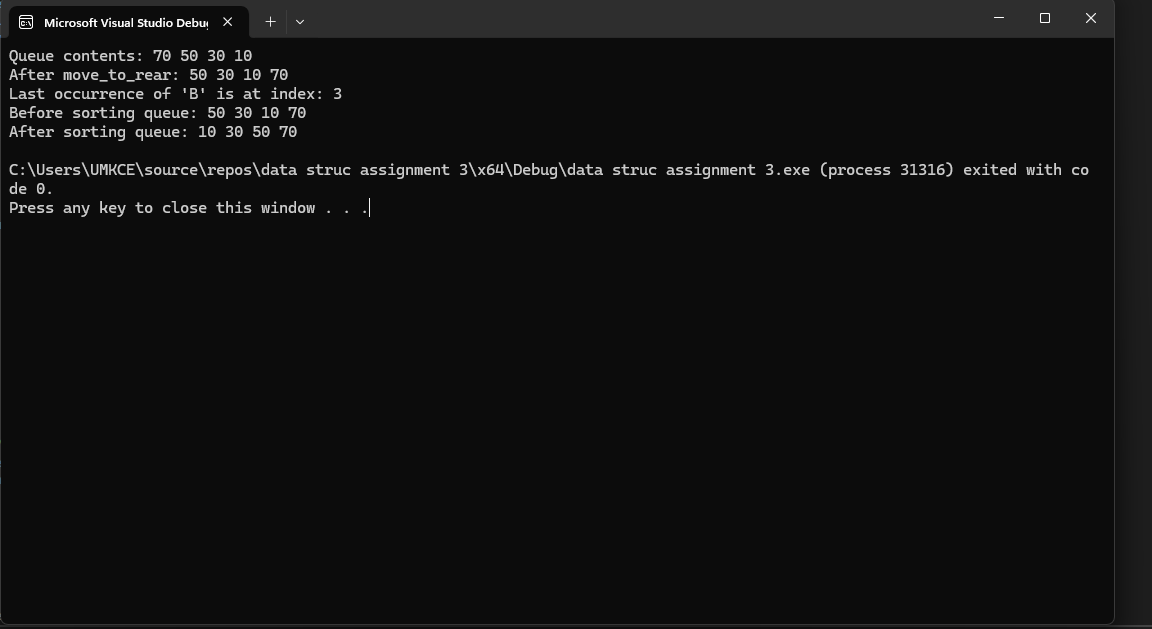 Microsoft Visual Studio Debug
Queue contents: 70 50 30 10
After move_to_rear: 50 30 10 70
Last occurrence of 'B' is at index: 3
Before sorting queue: 50 30 10 70
After sorting queue: 10 30 50 70
C:\Users\UMKCE\source\repos\data struc assignment 3\x64\Debug\data struc assignment 3.exe (process 31316) exited with co
de 0.
Press any key to close this window . . .